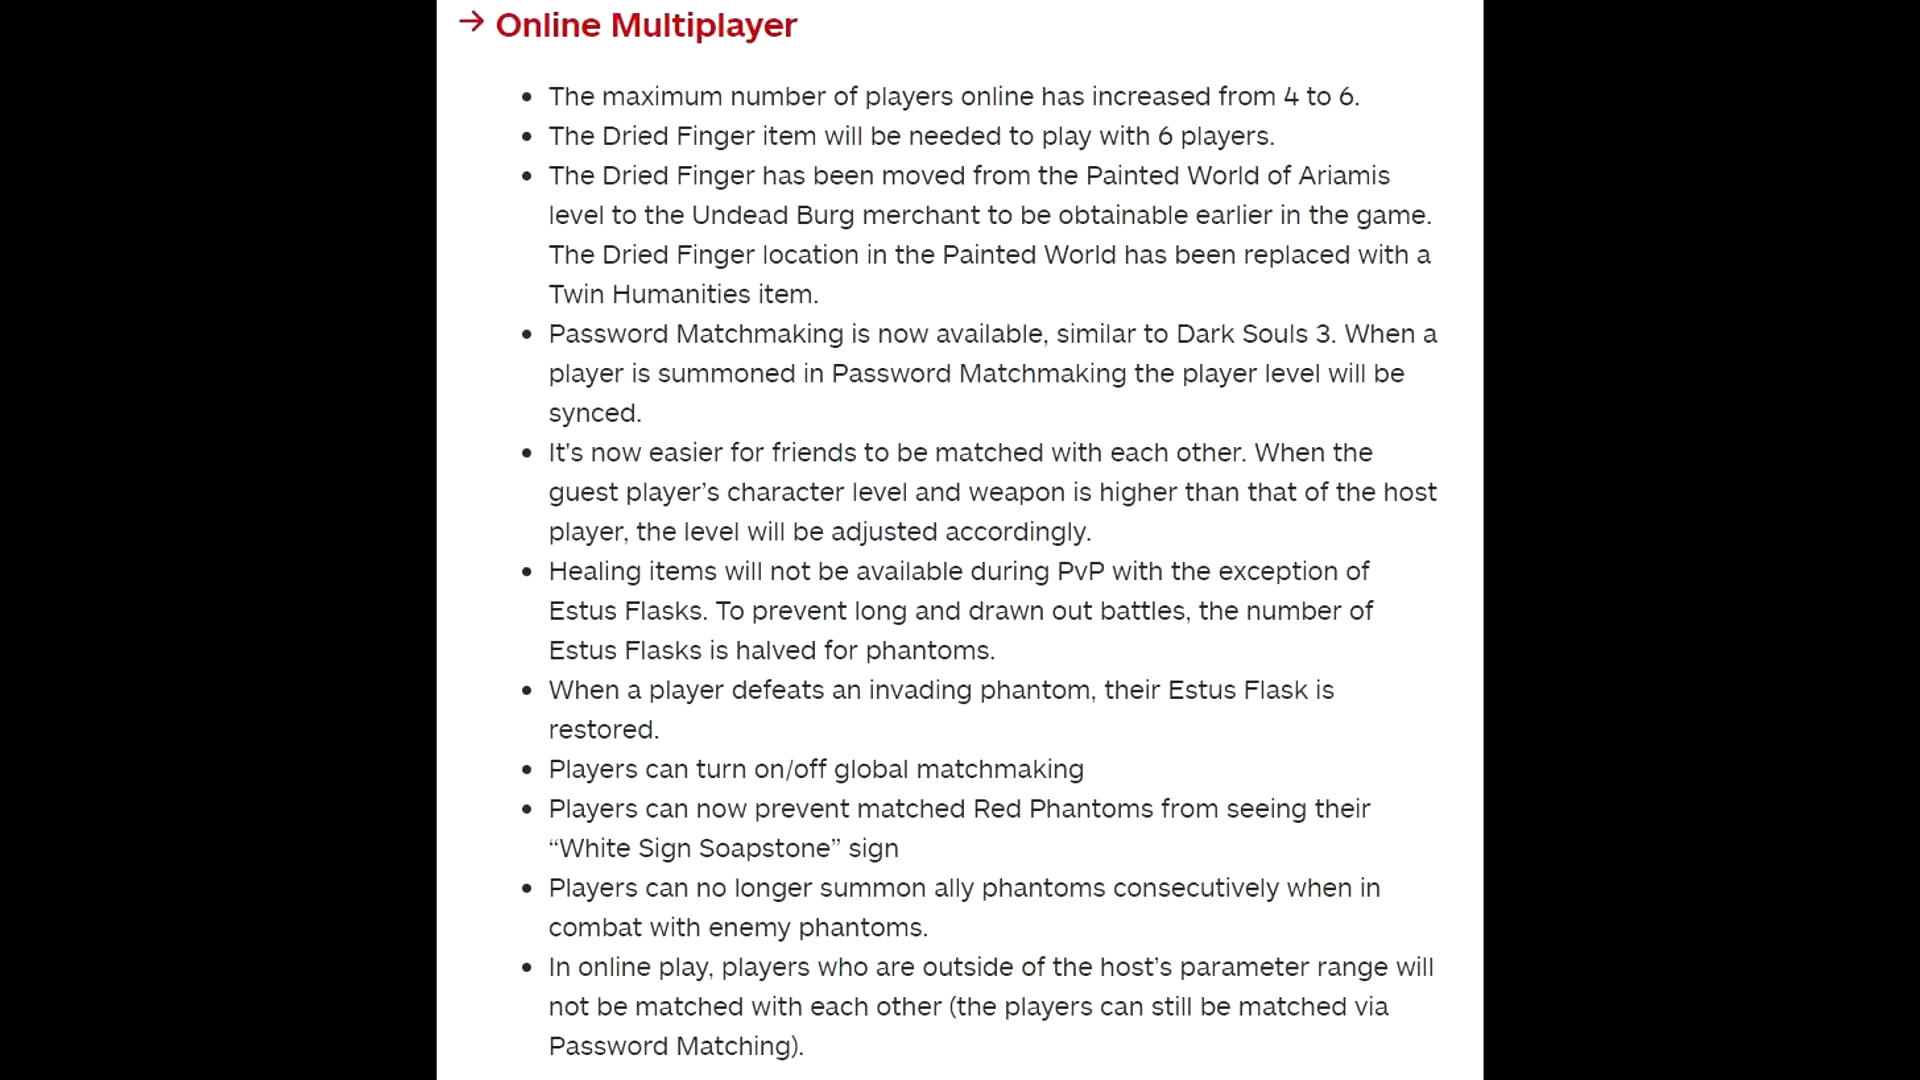 → Online Multiplayer
• The maximum number of players online has increased from 4 to 6.
• The Dried Finger item will be needed to play with 6 players.
• The Dried Finger has been moved from the Painted World of Ariamis
level to the Undead Burg merchant to be obtainable earlier in the game.
The Dried Finger location in the Painted World has been replaced with a
Twin Humanities item.
• Password Matchmaking is now available, similar to Dark Souls 3. When a
player is summoned in Password Matchmaking the player level will be
synced.
• It's now easier for friends to be matched with each other. When the
guest player’s character level and weapon is higher than that of the host
player, the level will be adjusted accordingly.
• Healing items will not be available during PvP with the exception of
Estus Flasks. To prevent long and drawn out battles, the number of
Estus Flasks is halved for phantoms.
• When a player defeats an invading phantom, their Estus Flask is
restored.
• Players can turn on/off global matchmaking
• Players can now prevent matched Red Phantoms from seeing their
“White Sign Soapstone” sign
• Players can no longer summon ally phantoms consecutively when in
combat with enemy phantoms.
• In online play, players who are outside of the host’s parameter range will
not be matched with each other (the players can still be matched via
Password Matching).